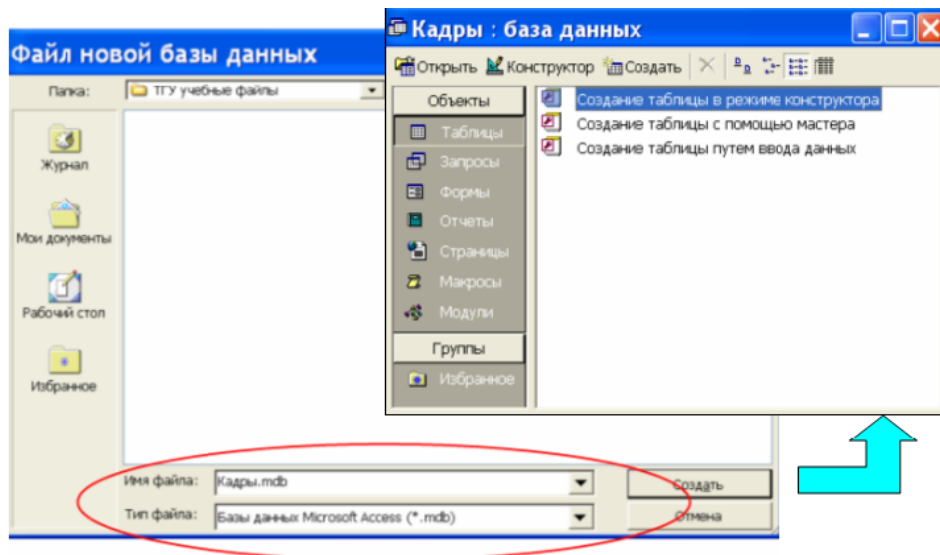 Файл новой базы данных
Папка:
ТГУ учебные файлы
Журнал
Мои документы
Рабочий стол
Избранное
Имя файла:
Кадры.mdb
Создать
Тип файла:
Базы данных Microsoft Access (*.mdb)
Отмена
Кадры : база данных
Открыть Конструктор Создать
Объекты
Таблицы
Запросы
Формы
Отчеты
Страницы
Макросы
Модули
Группы
Избранное
Создание таблицы в режиме конструктора
Создание таблицы с помощью мастера
Создание таблицы путем ввода данных